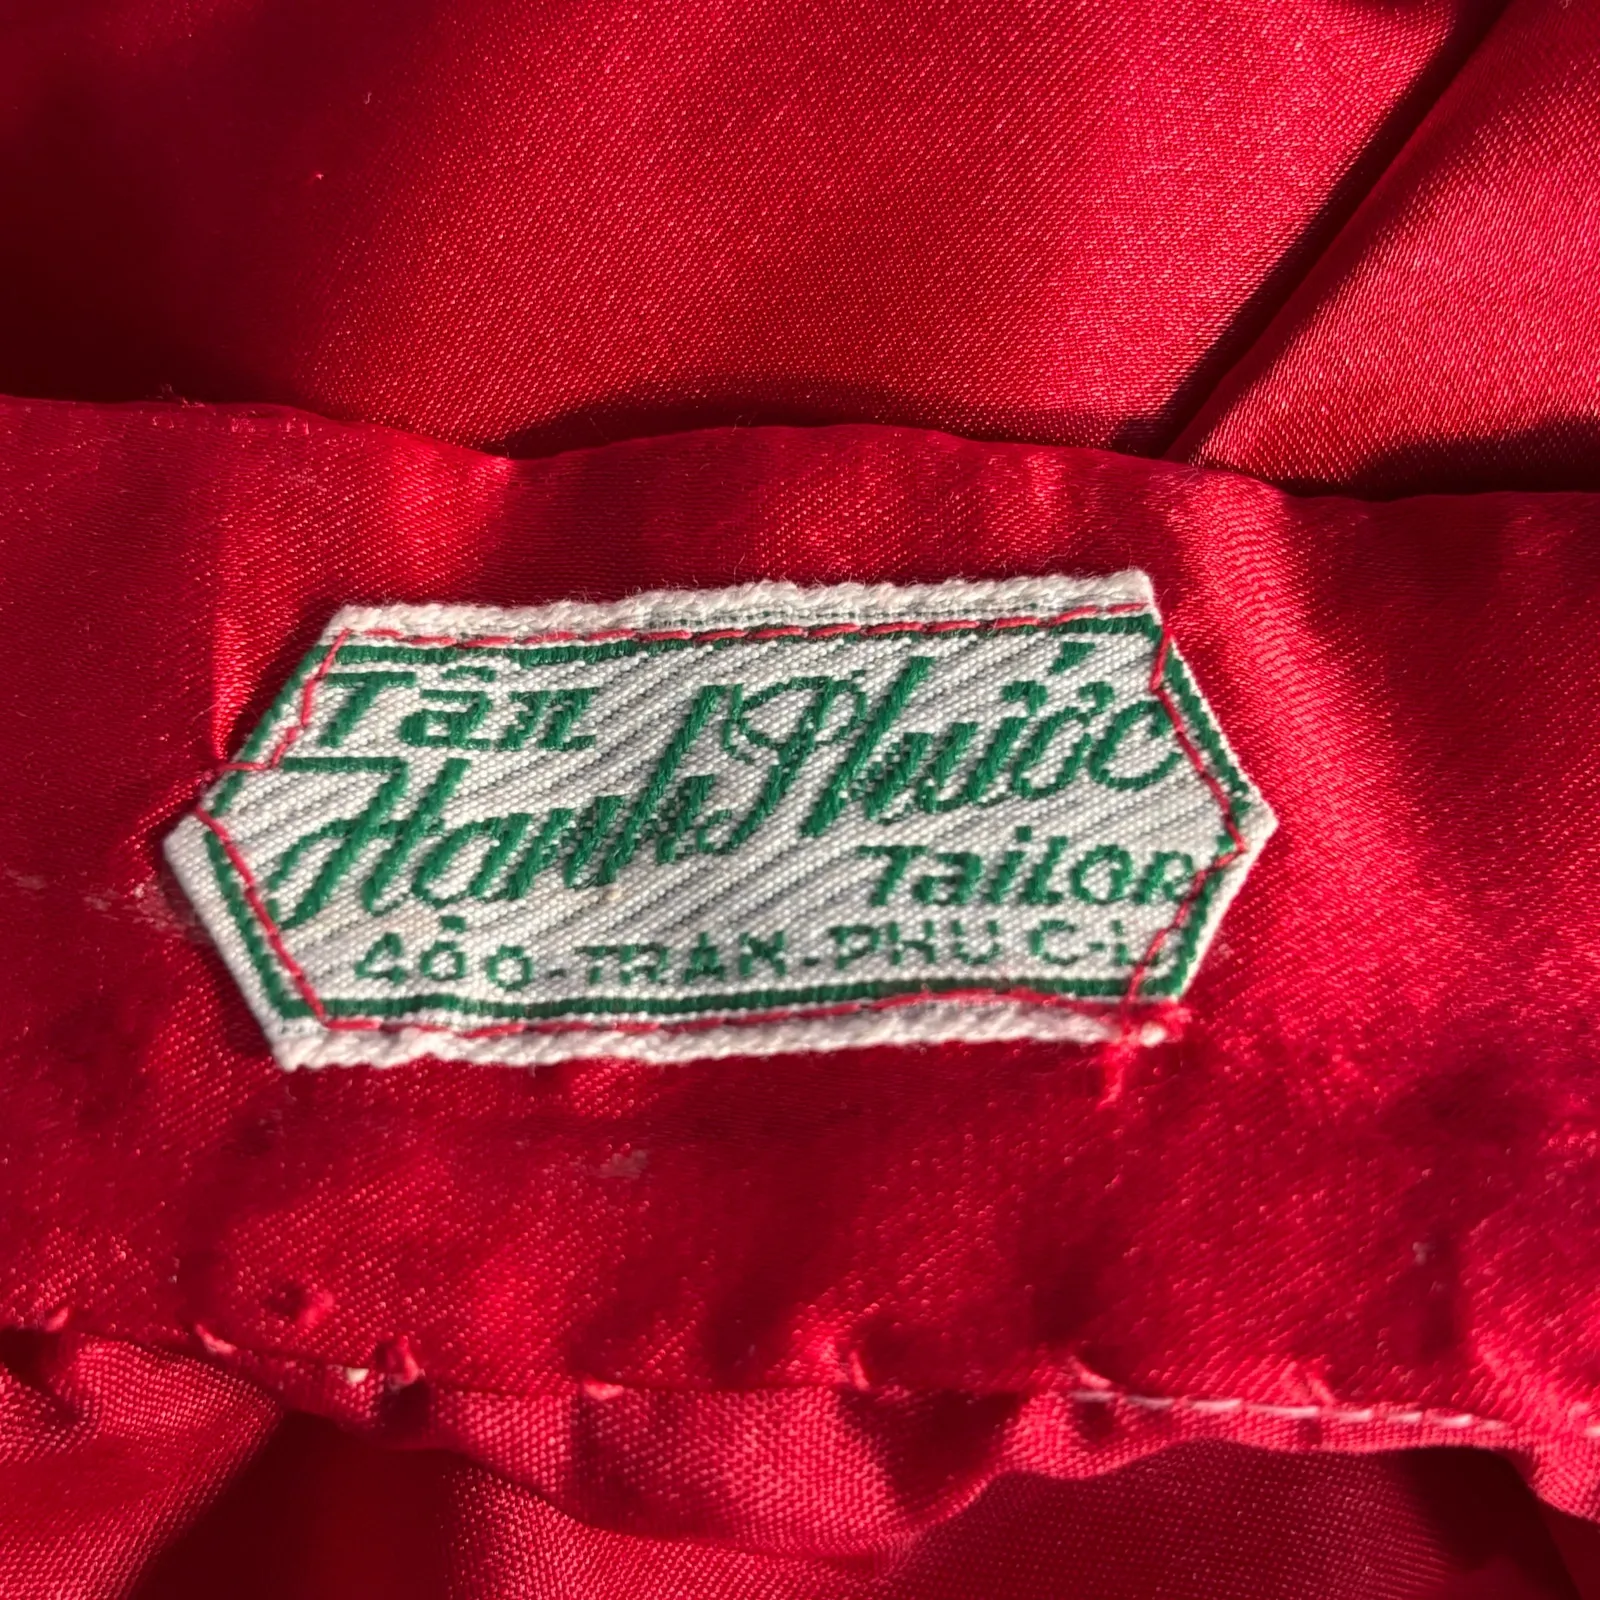 Tân
Hạnh Phước
Tailor
400-TRAN-PHU C-L